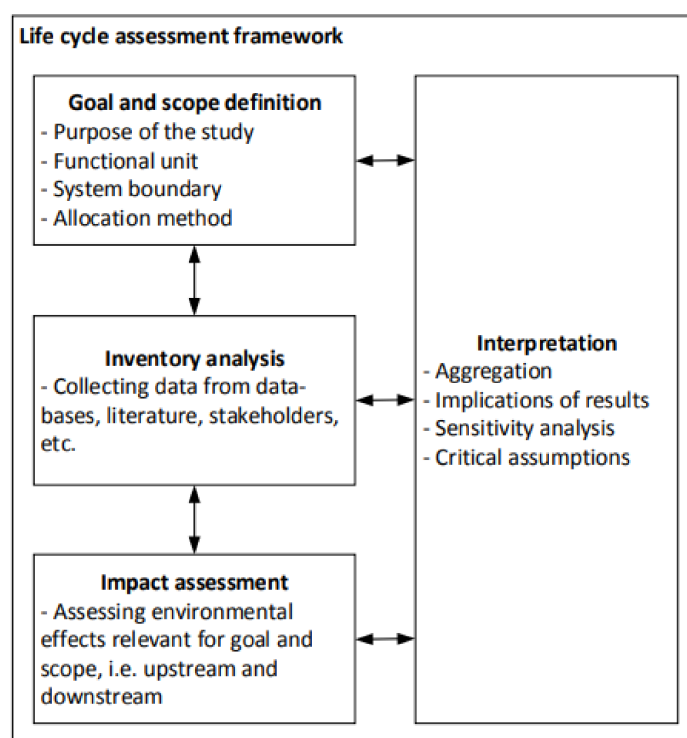 Life cycle assessment framework
Goal and scope definition
- Purpose of the study
- Functional unit
- System boundary
- Allocation method
Inventory analysis
- Collecting data from data-
bases, literature, stakeholders,
etc.
Impact assessment
- Assessing environmental
effects relevant for goal and
scope, i.e. upstream and
downstream
Interpretation
- Aggregation
- Implications of results
- Sensitivity analysis
- Critical assumptions